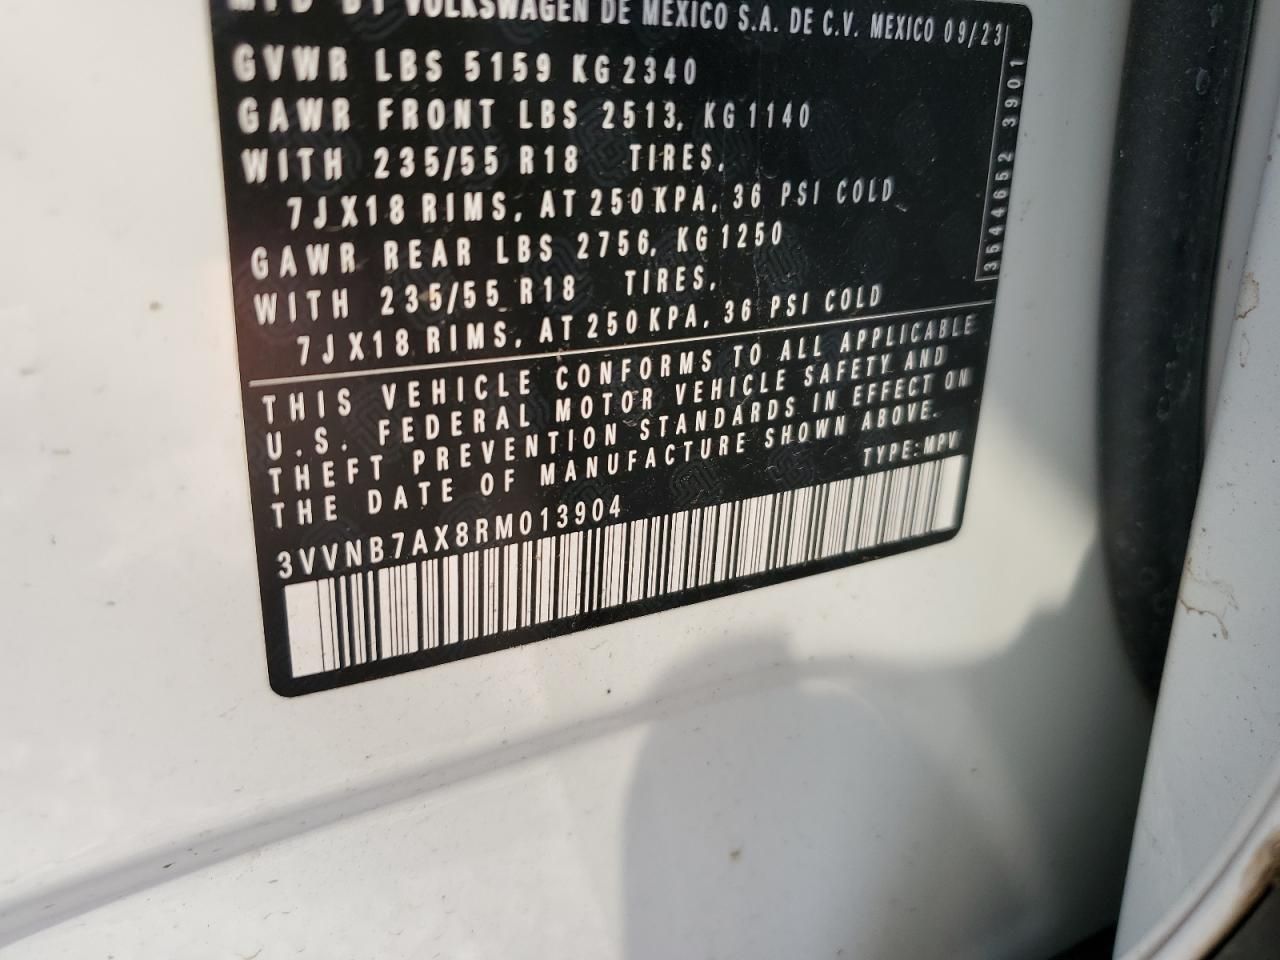 MFD BY VOLKSWAGEN DE MEXICO S.A. DE C.V. MEXICO 09/23
GVWR LBS 5159 KG 2340
GAWR FRONT LBS 2513, KG 1140
WITH 235/55 R18 TIRES,
7JX18 RIMS, AT 250 KPA, 36 PSI COLD
GAWR REAR LBS 2756, KG 1250
WITH 235/55 R18 TIRES,
7JX18 RIMS, AT 250 KPA, 36 PSI COLD
3544652 3901
THIS VEHICLE CONFORMS TO ALL APPLICABLE
U.S. FEDERAL MOTOR VEHICLE SAFETY AND
THEFT PREVENTION STANDARDS IN EFFECT ON
THE DATE OF MANUFACTURE SHOWN ABOVE.
TYPE: MPV
3VVNB7AX8RM013904